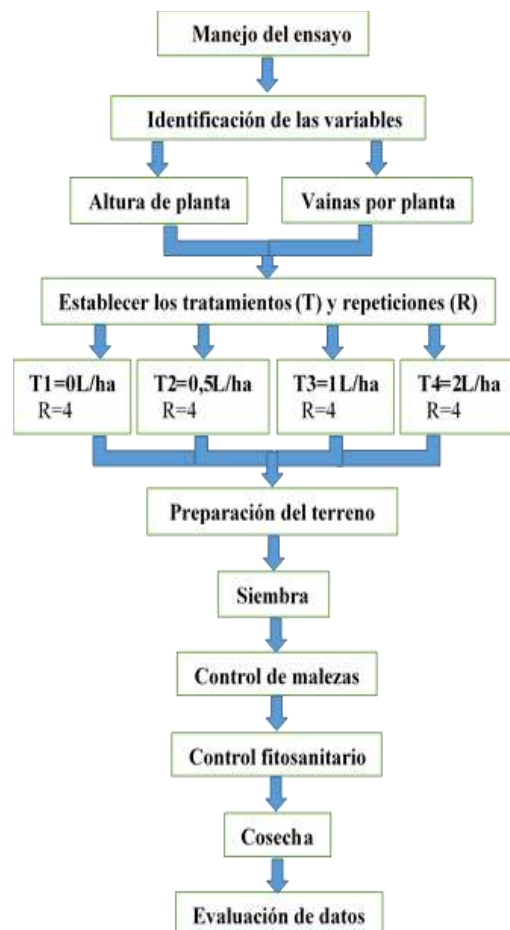 Manejo del ensayo
Identificación de las variables
Altura de planta
Vainas por planta
Establecer los tratamientos (T) y repeticiones (R)
T1=0L/ha
R=4
T2=0,5L/ha
R=4
T3=1L/ha
R=4
T4=2L/ha
R=4
Preparación del terreno
Siembra
Control de malezas
Control fitosanitario
Cosecha
Evaluación de datos